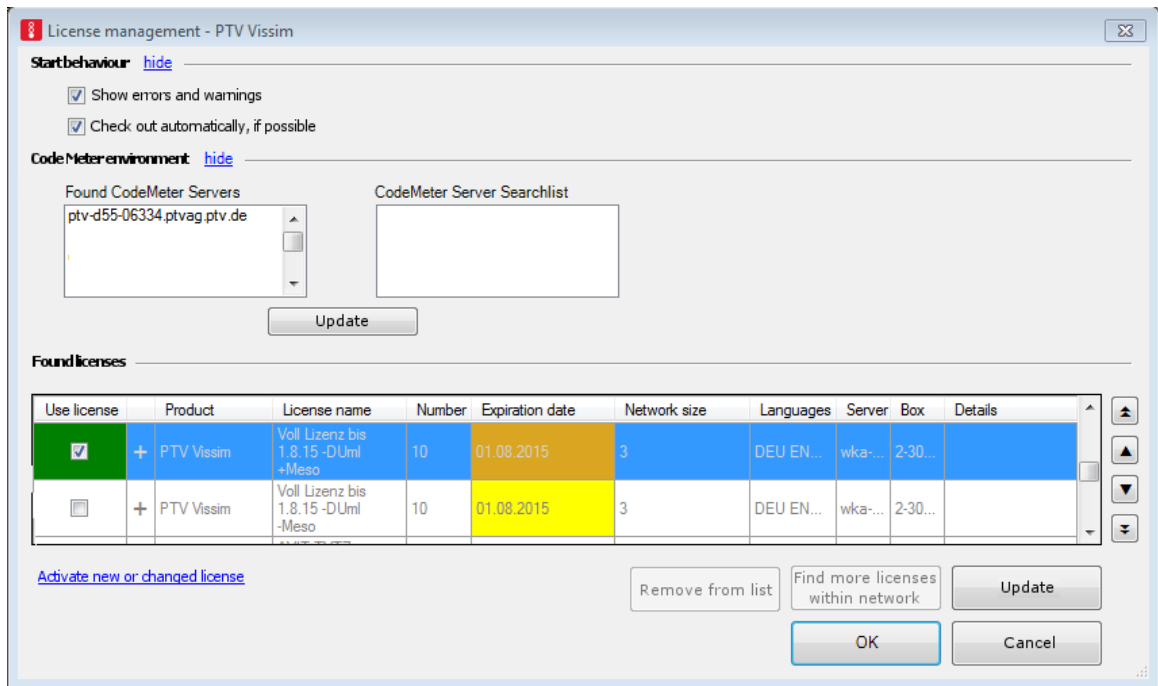 License management - PTV Vissim
Start behaviour hide
Show errors and warnings
Check out automatically, if possible
CodeMeter environment hide
Found CodeMeter Servers CodeMeter Server Searchlist
ptv-d55-06334.ptvag.ptv.de
Update
Found licenses
Use license Product License name Number Expiration date Network size Languages Server Box Details
Voll Lizenz bis
+ PTV Vissim 1.8.15 -DUml 10 01.08.2015 3 DEU EN... wka-... 2-30...
+Meso
Voll Lizenz bis
+ PTV Vissim 1.8.15 -DUml 10 01.08.2015 3 DEU EN... wka-... 2-30...
-Meso
Activate new or changed license
Remove from list
Find more licenses
within network
Update
OK Cancel